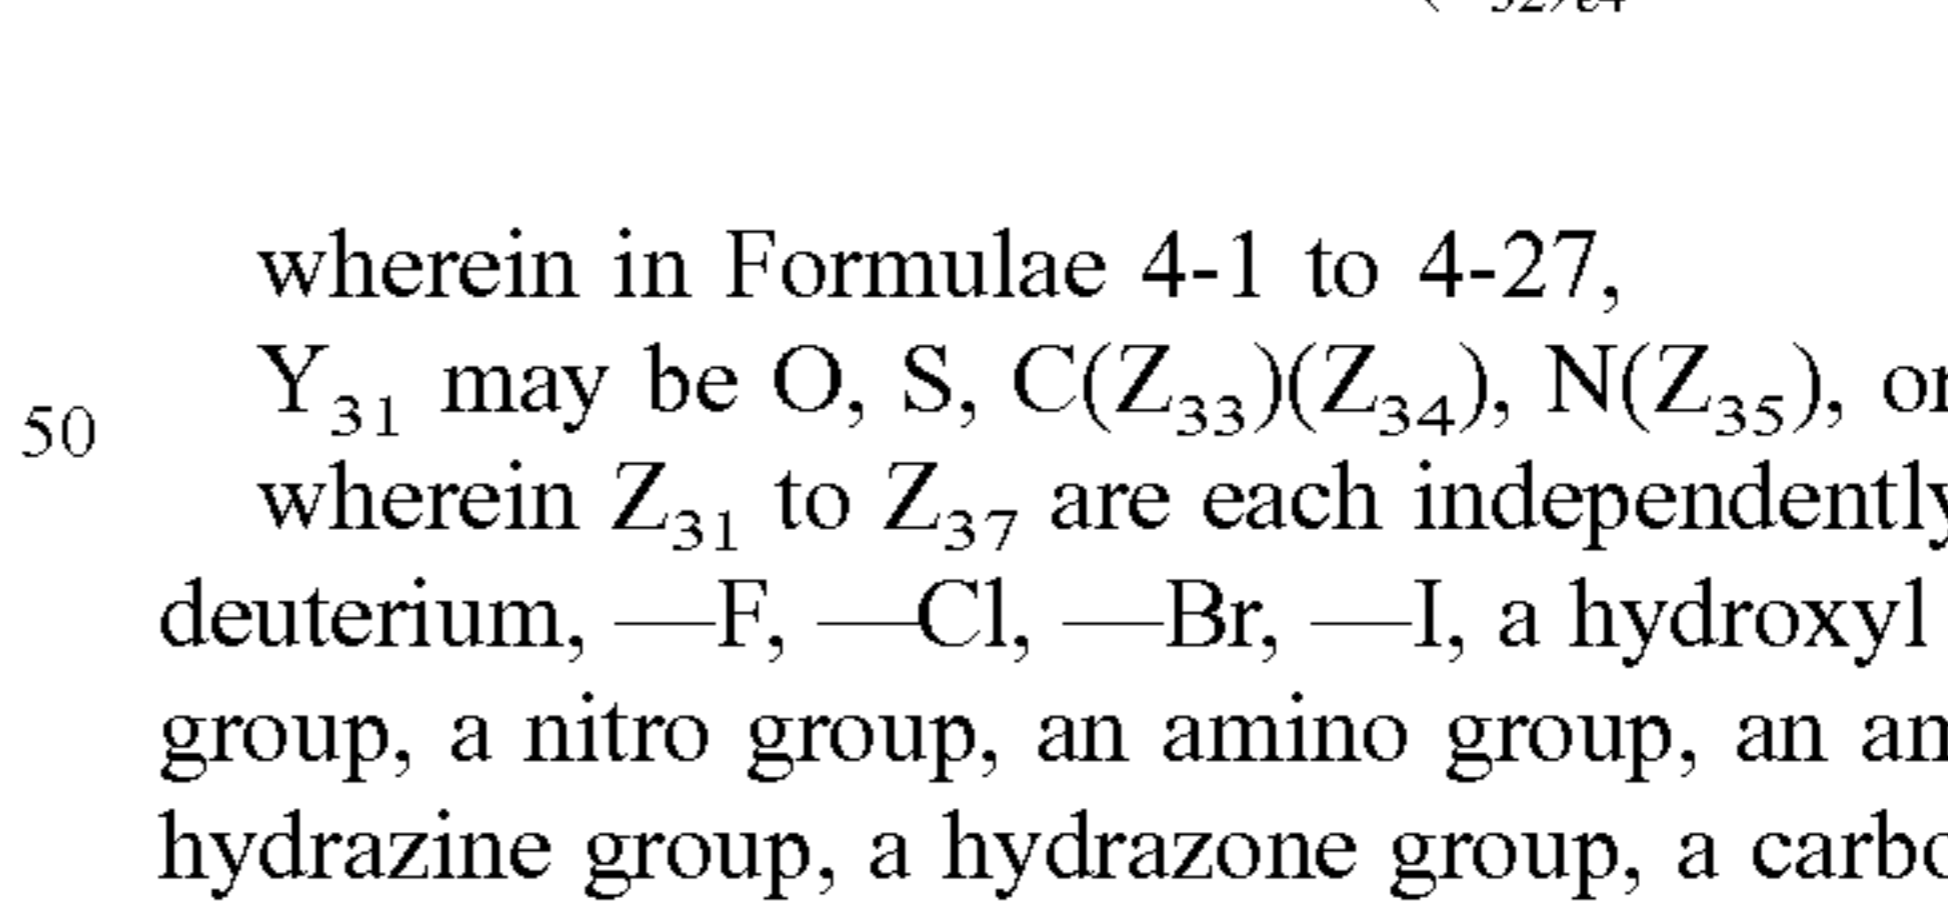 wherein in Formulae 4-1 to 4-27,
Y₃₁ may be O, S, C(Z₃₃)(Z₃₄), N(Z₃₅), or
50
wherein Z₃₁ to Z₃₇ are each independently
deuterium, —F, —Cl, —Br, —I, a hydroxyl
group, a nitro group, an amino group, an am
hydrazine group, a hydrazone group, a carbo